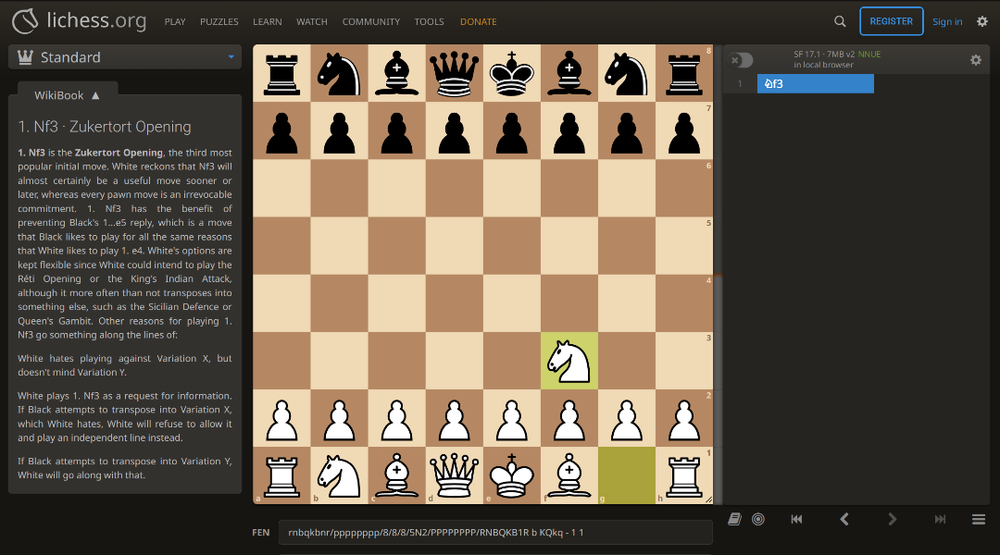 lichess.org PLAY PUZZLES LEARN WATCH COMMUNITY TOOLS DONATE REGISTER Sign in
Standard
WikiBook ▲
1. Nf3 · Zukertort Opening
1. Nf3 is the Zukertort Opening, the third most
popular initial move. White reckons that Nf3 will
almost certainly be a useful move sooner or
later, whereas every pawn move is an irrevocable
commitment. 1. Nf3 has the benefit of
preventing Black's 1...e5 reply, which is a move
that Black likes to play for all the same reasons
that White likes to play 1. e4. White's options are
kept flexible since White could intend to play the
Réti Opening or the King's Indian Attack,
although it more often than not transposes into
something else, such as the Sicilian Defence or
Queen's Gambit. Other reasons for playing 1.
Nf3 go something along the lines of:
White hates playing against Variation X, but
doesn't mind Variation Y.
White plays 1. Nf3 as a request for information.
If Black attempts to transpose into Variation X,
which White hates, White will refuse to allow it
and play an independent line instead.
If Black attempts to transpose into Variation Y,
White will go along with that.
8
7
6
5
4
3
2
1
a b c d e f g h
FEN rnbqkbnr/pppppppp/8/8/8/5N2/PPPPPPPP/RNBQKB1R b KQkq - 1 1
SF 17.1 · 7MB v2 NNUE
in local browser
1 ♘f3